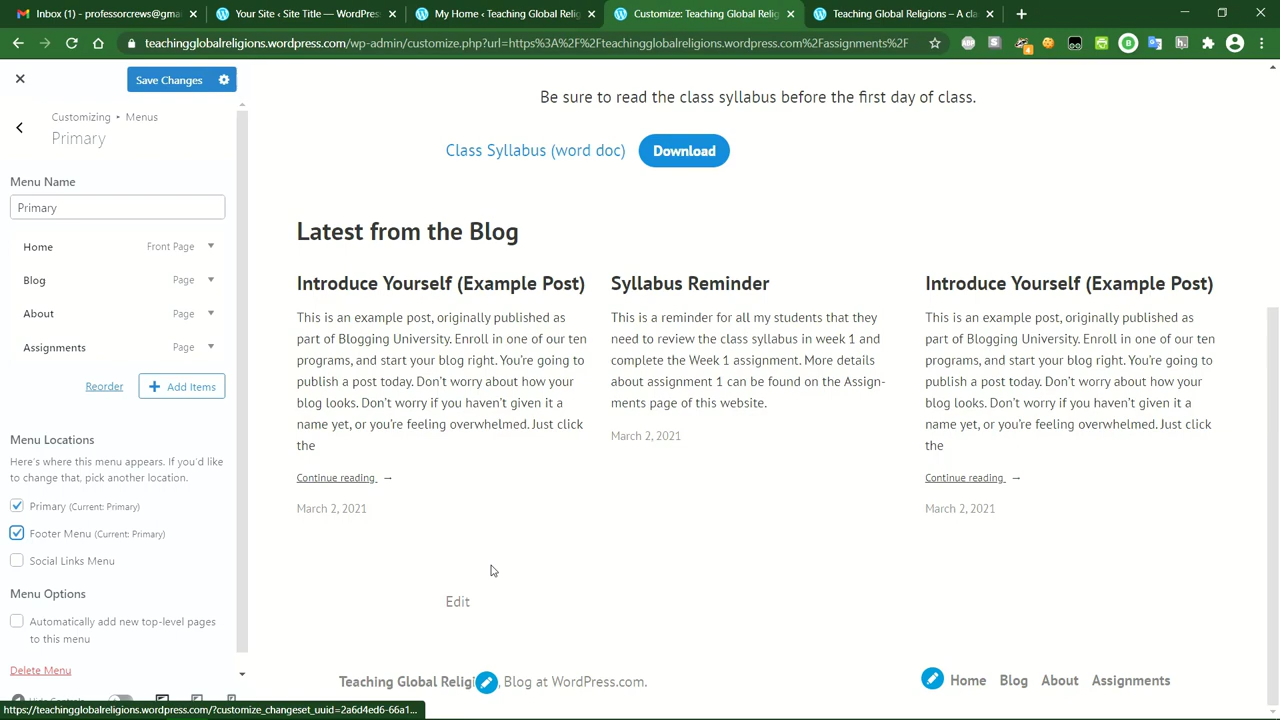 Inbox - professorcrews@gma
Your Site ‹ Site Title — WordPres
My Home ‹ Teaching Global Religi
Customize: Teaching Global Relig
Teaching Global Religions – A cla
teachingglobalreligions.wordpress.com/wp-admin/customize.php?url=https%3A%2F%2Fteachingglobalreligions.wordpress.com%2Fassignments%2F
Save Changes
Customizing ▸ Menus
Primary
Menu Name
Primary
Home Front Page
Blog Page
About Page
Assignments Page
Reorder + Add Items
Menu Locations
Here's where this menu appears. If you'd like
to change that, pick another location.
Primary (Current: Primary)
Footer Menu (Current: Primary)
Social Links Menu
Menu Options
Automatically add new top-level pages
to this menu
Delete Menu
Be sure to read the class syllabus before the first day of class.
Class Syllabus (word doc) Download
Latest from the Blog
Introduce Yourself (Example Post)
This is an example post, originally published as
part of Blogging University. Enroll in one of our ten
programs, and start your blog right. You're going to
publish a post today. Don't worry about how your
blog looks. Don't worry if you haven't given it a
name yet, or you're feeling overwhelmed. Just click
the
Continue reading →
March 2, 2021
Syllabus Reminder
This is a reminder for all my students that they
need to review the class syllabus in week 1 and
complete the Week 1 assignment. More details
about assignment 1 can be found on the Assign-
ments page of this website.
March 2, 2021
Introduce Yourself (Example Post)
This is an example post, originally published as
part of Blogging University. Enroll in one of our ten
programs, and start your blog right. You're going to
publish a post today. Don't worry about how your
blog looks. Don't worry if you haven't given it a
name yet, or you're feeling overwhelmed. Just click
the
Continue reading →
March 2, 2021
Edit
Teaching Global Religi , Blog at WordPress.com.
Home Blog About Assignments
https://teachingglobalreligions.wordpress.com/?customize_changeset_uuid=2a6d4ed6-66a1...